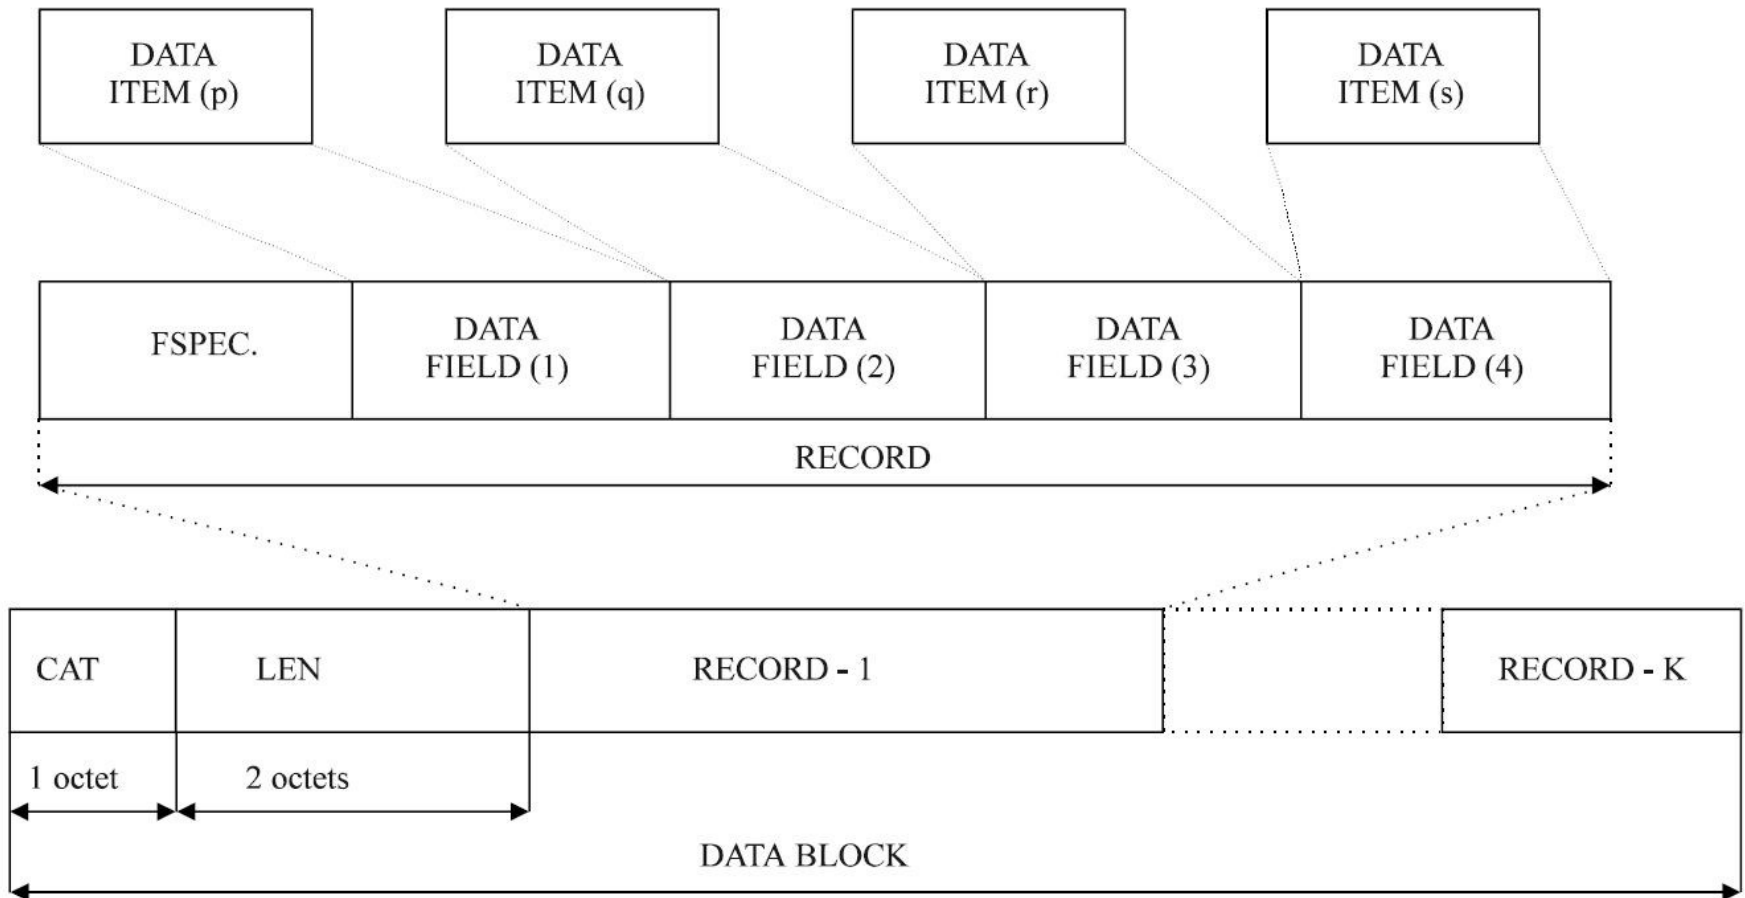 DATA
ITEM (p)
DATA
ITEM (q)
DATA
ITEM (r)
DATA
ITEM (s)
FSPEC.
DATA
FIELD (1)
DATA
FIELD (2)
DATA
FIELD (3)
DATA
FIELD (4)
RECORD
CAT
LEN
RECORD - 1
RECORD - K
1 octet
2 octets
DATA BLOCK